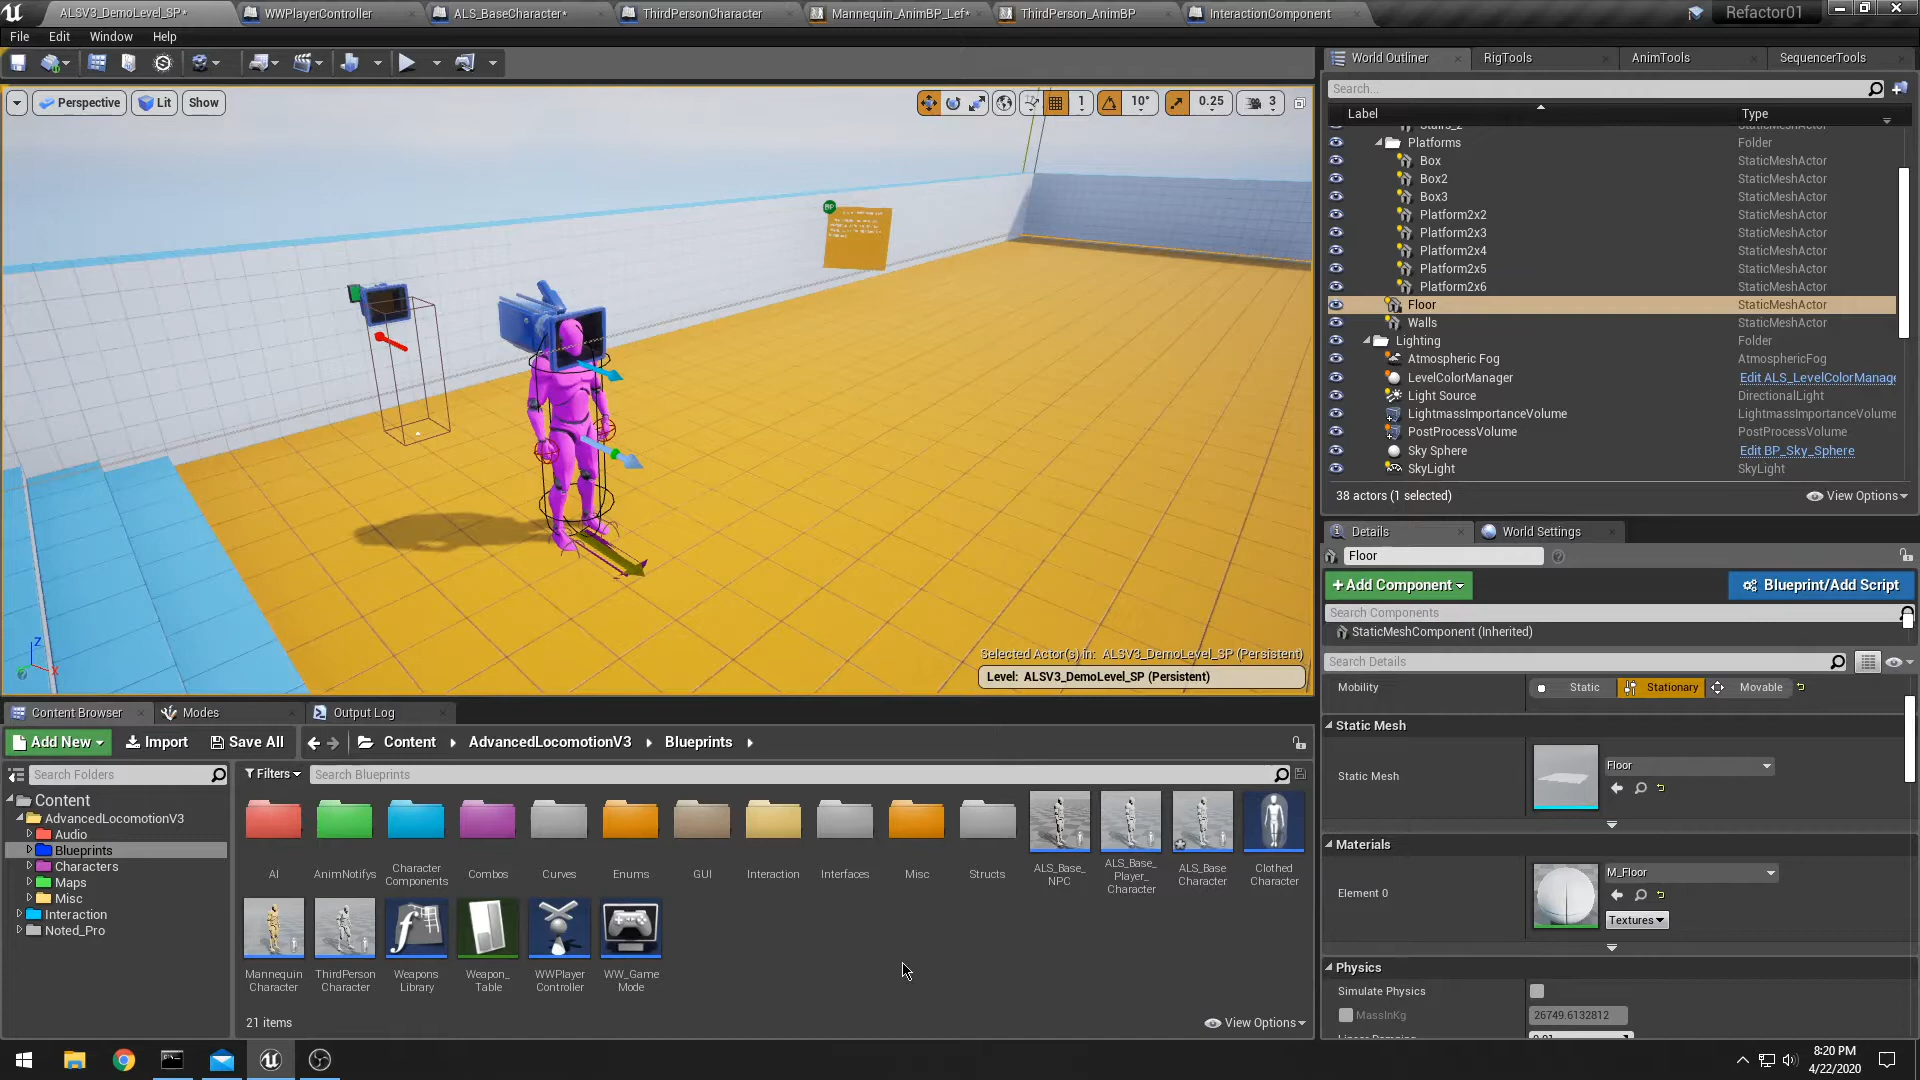 ALSV3_DemoLevel_SP*
WWPlayerController
ALS_BaseCharacter*
ThirdPersonCharacter
Mannequin_AnimBP_Lef*
ThirdPerson_AnimBP
InteractionComponent
Refactor01
File Edit Window Help
World Outliner
RigTools
AnimTools
SequencerTools
Perspective
Lit
Show
1
10°
0.25
3
Search...
Label Type
Stairs_2 StaticMeshActor
Platforms Folder
Box StaticMeshActor
Box2 StaticMeshActor
Box3 StaticMeshActor
Platform2x2 StaticMeshActor
Platform2x3 StaticMeshActor
Platform2x4 StaticMeshActor
Platform2x5 StaticMeshActor
Platform2x6 StaticMeshActor
Floor StaticMeshActor
Walls StaticMeshActor
Lighting Folder
Atmospheric Fog AtmosphericFog
LevelColorManager Edit ALS_LevelColorManage
Light Source DirectionalLight
LightmassImportanceVolume LightmassImportanceVolume
PostProcessVolume PostProcessVolume
Sky Sphere Edit BP_Sky_Sphere
SkyLight SkyLight
38 actors (1 selected)
View Options
BP
Z
X
Selected Actor(s) in: ALSV3_DemoLevel_SP (Persistent)
Level: ALSV3_DemoLevel_SP (Persistent)
Details
World Settings
Floor
+Add Component
Blueprint/Add Script
Search Components
StaticMeshComponent (Inherited)
Search Details
Mobility Static Stationary Movable
Static Mesh
Static Mesh Floor
Materials
Element 0 M_Floor
Textures
Physics
Simulate Physics
MassInKg 26749.6132812
Content Browser
Modes
Output Log
Add New
Import
Save All
Content
AdvancedLocomotionV3
Blueprints
Search Folders
Filters
Search Blueprints
Content
AdvancedLocomotionV3
Audio
Blueprints
Characters
Maps
Misc
Interaction
Noted_Pro
AI
AnimNotifys
Character
Components
Combos
Curves
Enums
GUI
Interaction
Interfaces
Misc
Structs
ALS_Base_
NPC
ALS_Base_
Player_
Character
ALS_Base
Character
Clothed
Character
Mannequin
Character
ThirdPerson
Character
Weapons
Library
Weapon_
Table
WWPlayer
Controller
WW_Game
Mode
21 items
View Options
8:20 PM
4/22/2020